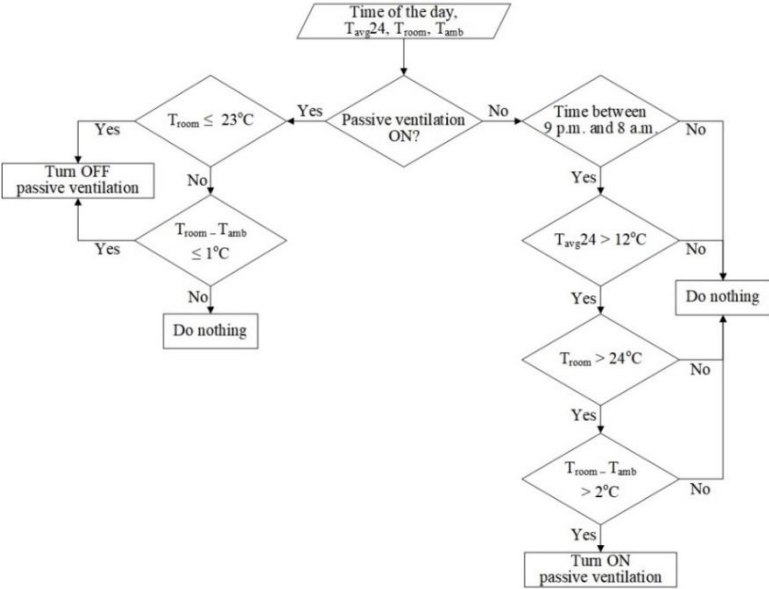 Time of the day,
Tavg24, Troom, Tamb
Passive ventilation
ON?
Yes
No
Troom ≤ 23°C
Yes
No
Turn OFF
passive ventilation
Troom – Tamb
≤ 1°C
Yes
No
Do nothing
Time between
9 p.m. and 8 a.m.
No
Yes
Tavg24 > 12°C
No
Yes
Do nothing
Troom > 24°C
No
Yes
Troom – Tamb
> 2°C
No
Yes
Turn ON
passive ventilation